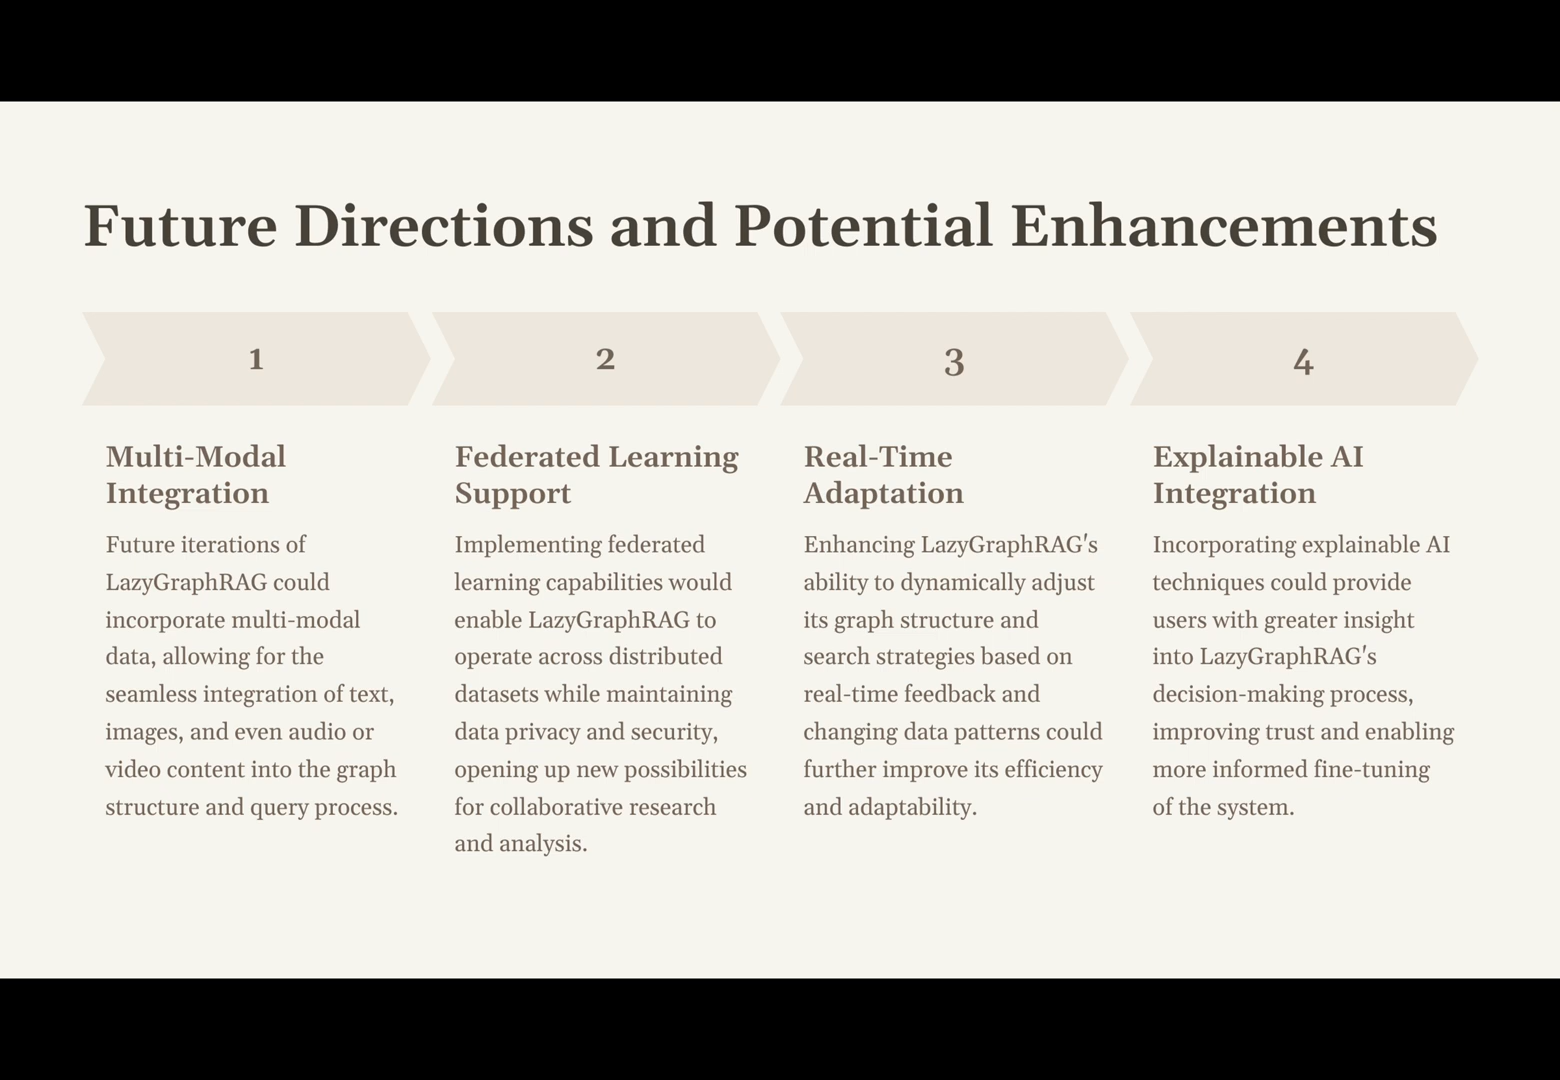 Future Directions and Potential Enhancements
1
Multi-Modal
Integration
Future iterations of
LazyGraphRAG could
incorporate multi-modal
data, allowing for the
seamless integration of text,
images, and even audio or
video content into the graph
structure and query process.
2
Federated Learning
Support
Implementing federated
learning capabilities would
enable LazyGraphRAG to
operate across distributed
datasets while maintaining
data privacy and security,
opening up new possibilities
for collaborative research
and analysis.
3
Real-Time
Adaptation
Enhancing LazyGraphRAG's
ability to dynamically adjust
its graph structure and
search strategies based on
real-time feedback and
changing data patterns could
further improve its efficiency
and adaptability.
4
Explainable AI
Integration
Incorporating explainable AI
techniques could provide
users with greater insight
into LazyGraphRAG's
decision-making process,
improving trust and enabling
more informed fine-tuning
of the system.